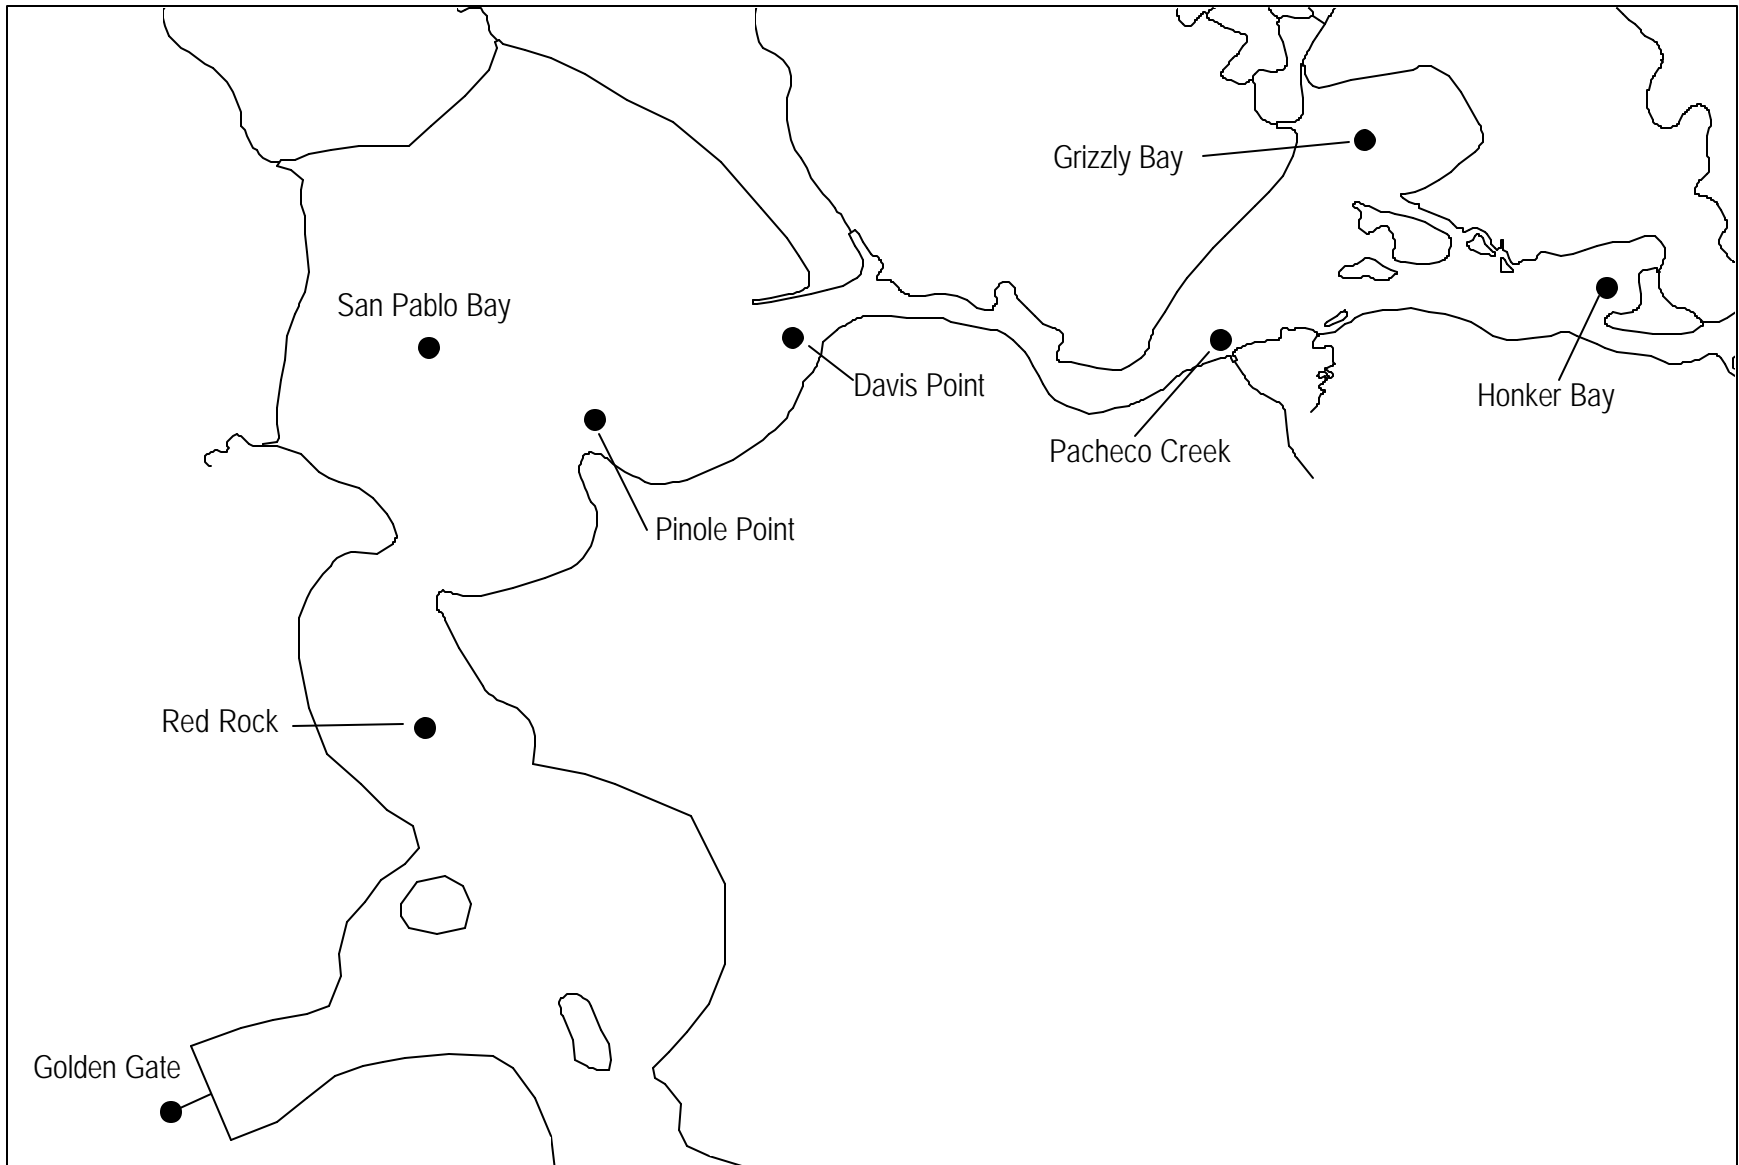 Grizzly Bay
San Pablo Bay
Davis Point
Honker Bay
Pacheco Creek
Pinole Point
Red Rock
Golden Gate